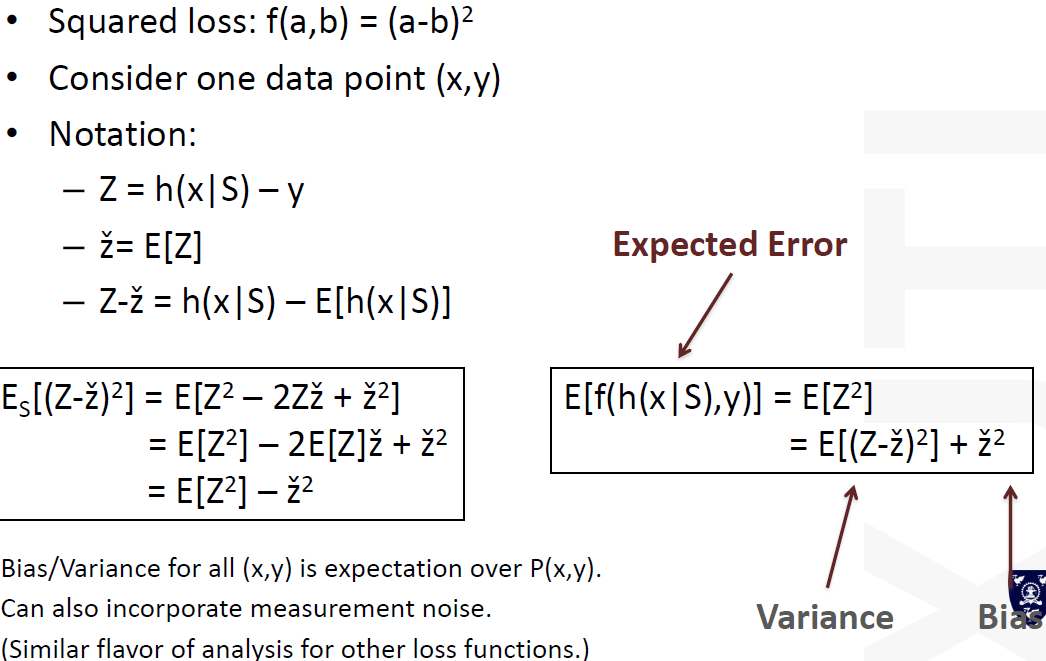 • Squared loss: f(a,b) = (a-b)²
• Consider one data point (x,y)
• Notation:
– Z = h(x|S) – y
– ž= E[Z]
– Z-ž = h(x|S) – E[h(x|S)]
Expected Error
E_S[(Z-ž)²] = E[Z² – 2Zž + ž²]
= E[Z²] – 2E[Z]ž + ž²
= E[Z²] – ž²
E[f(h(x|S),y)] = E[Z²]
= E[(Z-ž)²] + ž²
Variance
Bias
Bias/Variance for all (x,y) is expectation over P(x,y).
Can also incorporate measurement noise.
(Similar flavor of analysis for other loss functions.)